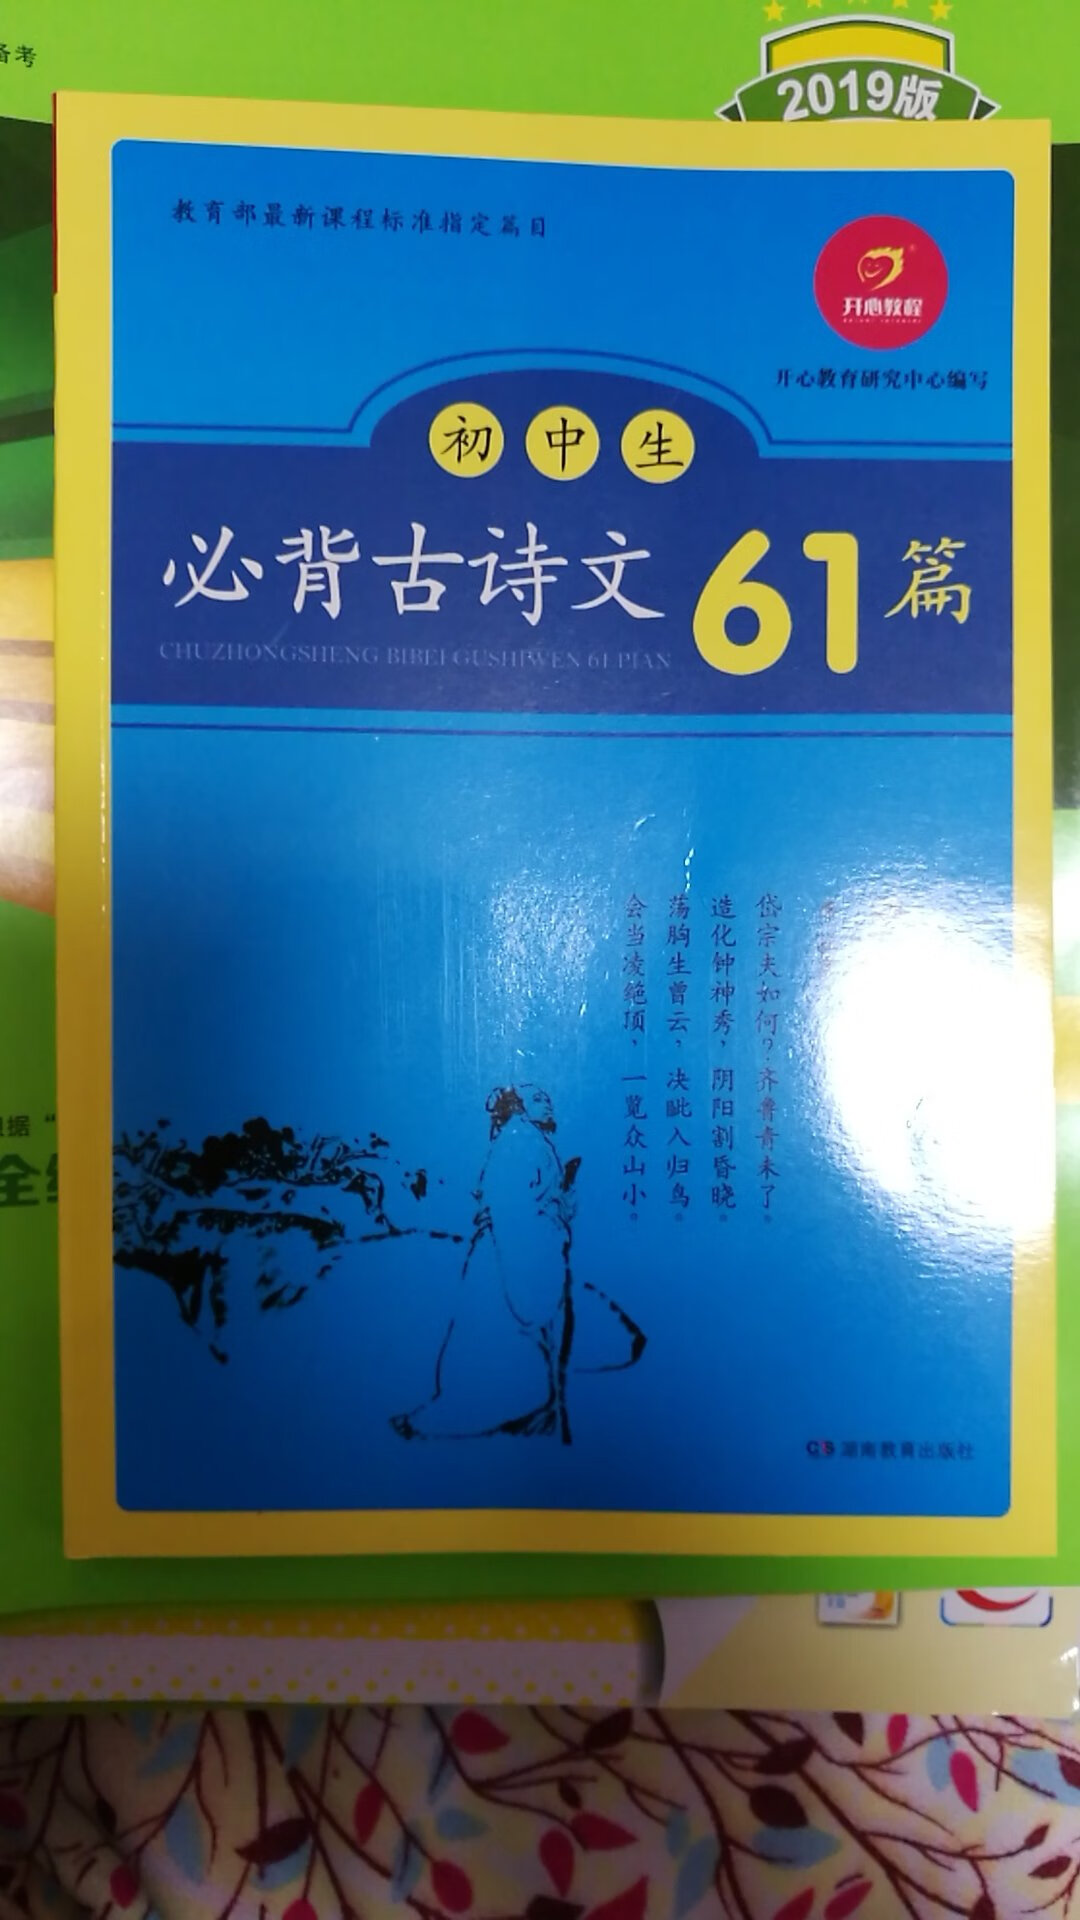 备考
2019版
教育部最新课程标准指定篇目
开心教程
开心教育研究中心编写
初中生
必背古诗文61篇
CHUZHONGSHENG BIBEI GUSHIWEN 61 PIAN
岱宗夫如何？齐鲁青未了。
造化钟神秀，阴阳割昏晓。
荡胸生曾云，决眦入归鸟。
会当凌绝顶，一览众山小。
根据“
全
湖南教育出版社